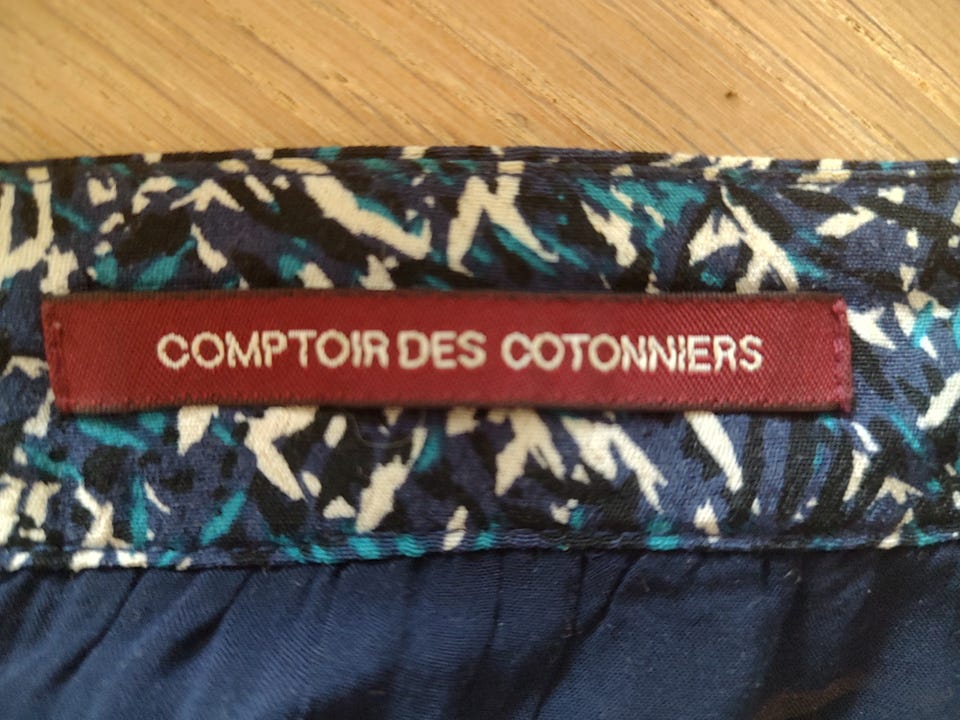 COMPTOIR DES COTONNIERS